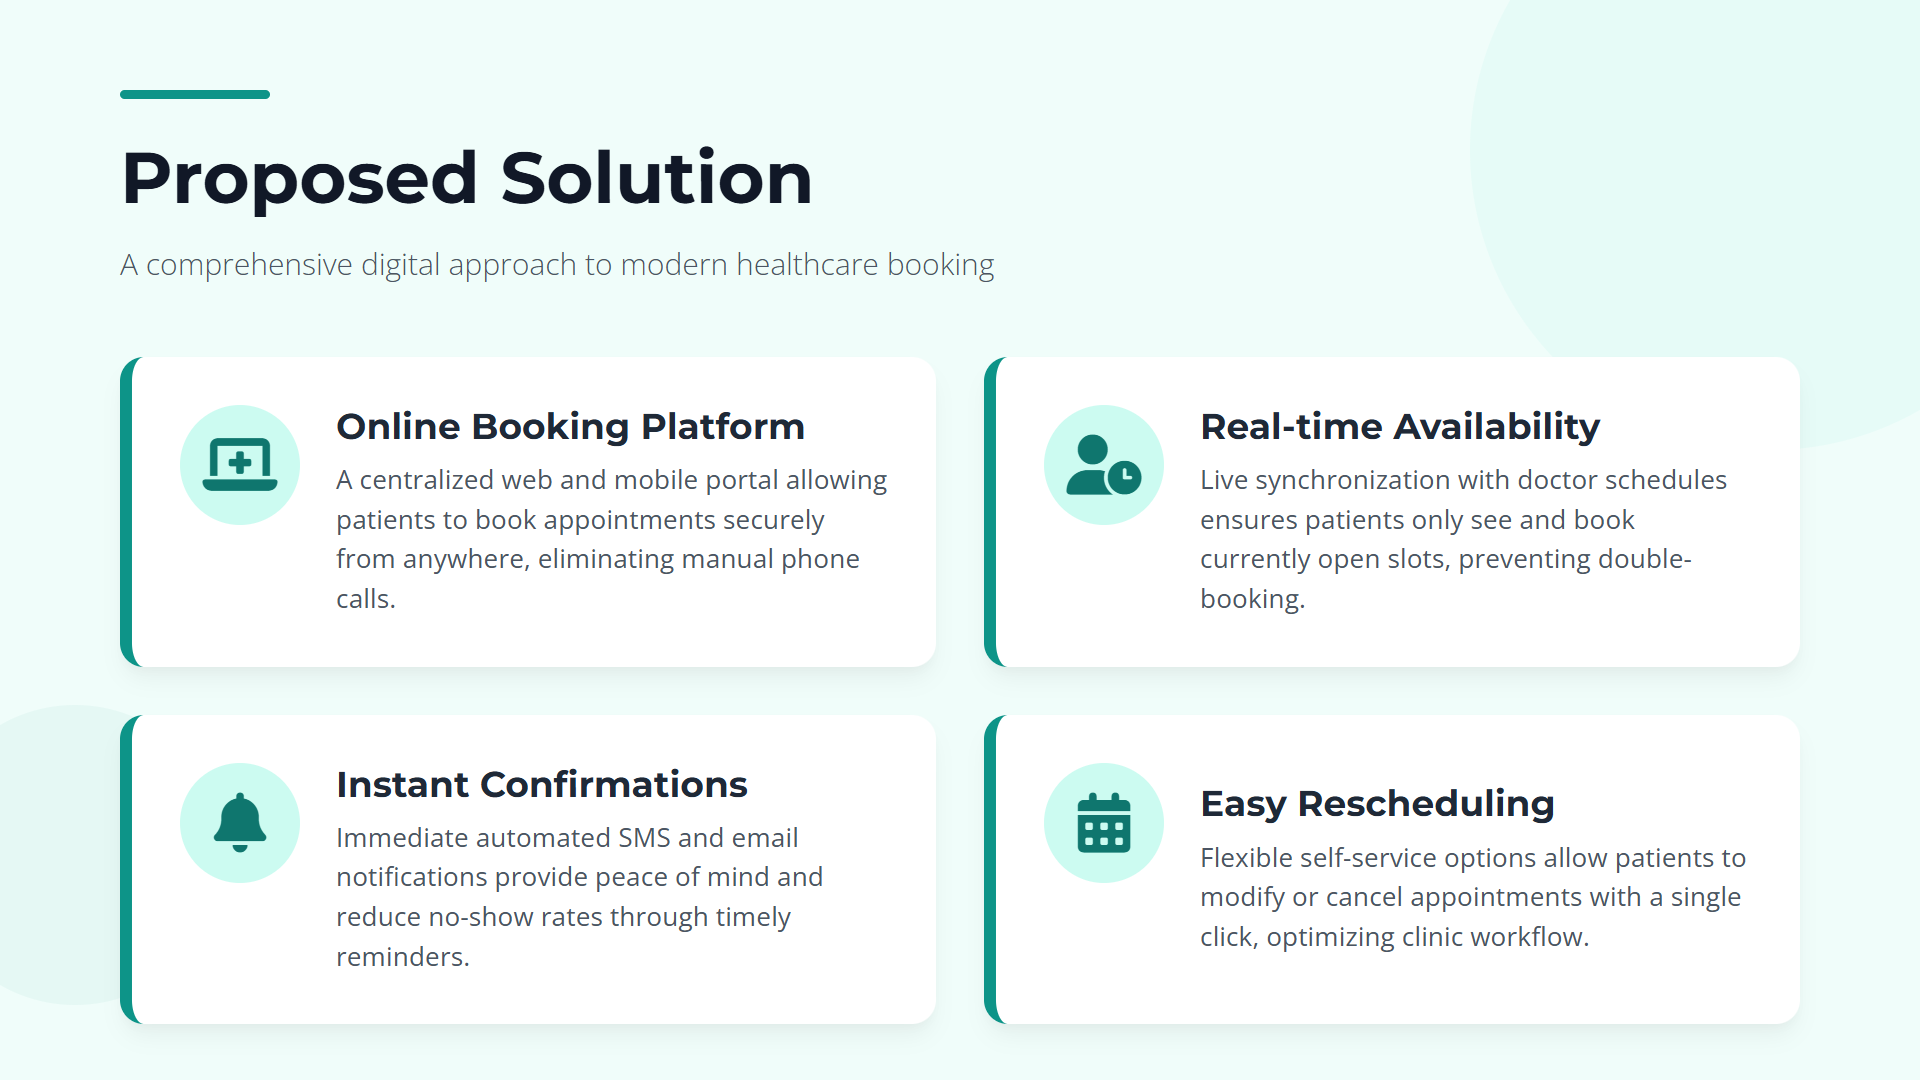 Proposed Solution
A comprehensive digital approach to modern healthcare booking
Online Booking Platform
A centralized web and mobile portal allowing
patients to book appointments securely
from anywhere, eliminating manual phone
calls.
Real-time Availability
Live synchronization with doctor schedules
ensures patients only see and book
currently open slots, preventing double-
booking.
Instant Confirmations
Immediate automated SMS and email
notifications provide peace of mind and
reduce no-show rates through timely
reminders.
Easy Rescheduling
Flexible self-service options allow patients to
modify or cancel appointments with a single
click, optimizing clinic workflow.